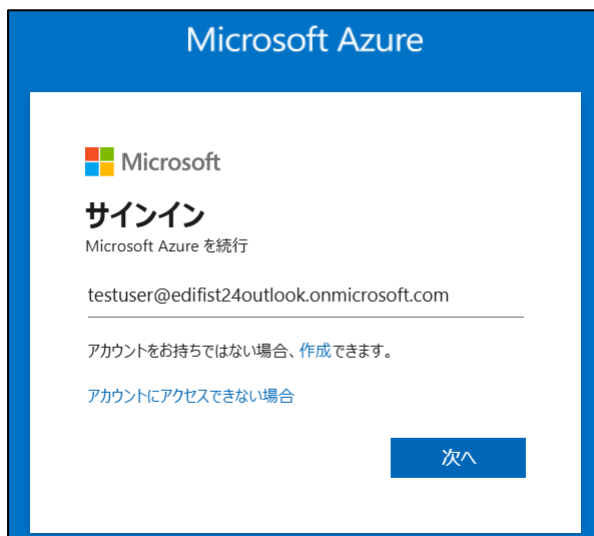 Microsoft Azure
Microsoft
サインイン
Microsoft Azure を続行
testuser@edifist24outlook.onmicrosoft.com
アカウントをお持ちではない場合、作成できます。
アカウントにアクセスできない場合
次へ